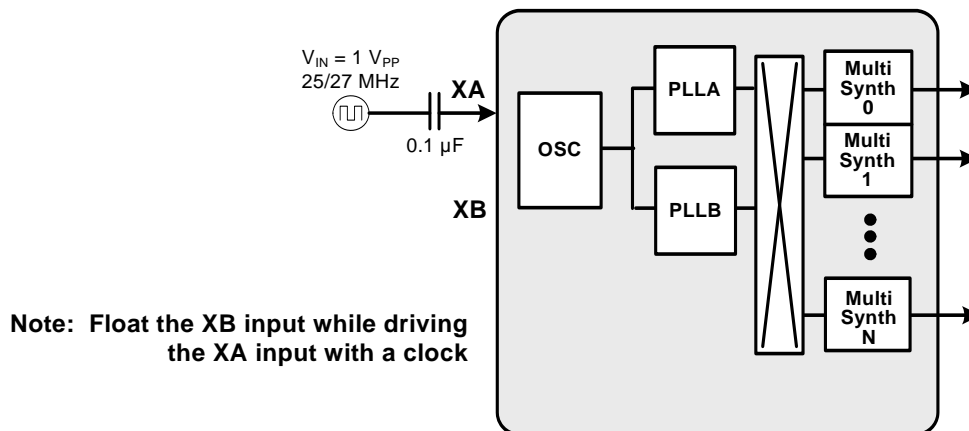 V_IN = 1 V_PP
25/27 MHz
XA
0.1 µF
XB
OSC
PLLA
PLLB
Multi
Synth
0
Multi
Synth
1
Multi
Synth
N
Note: Float the XB input while driving
the XA input with a clock